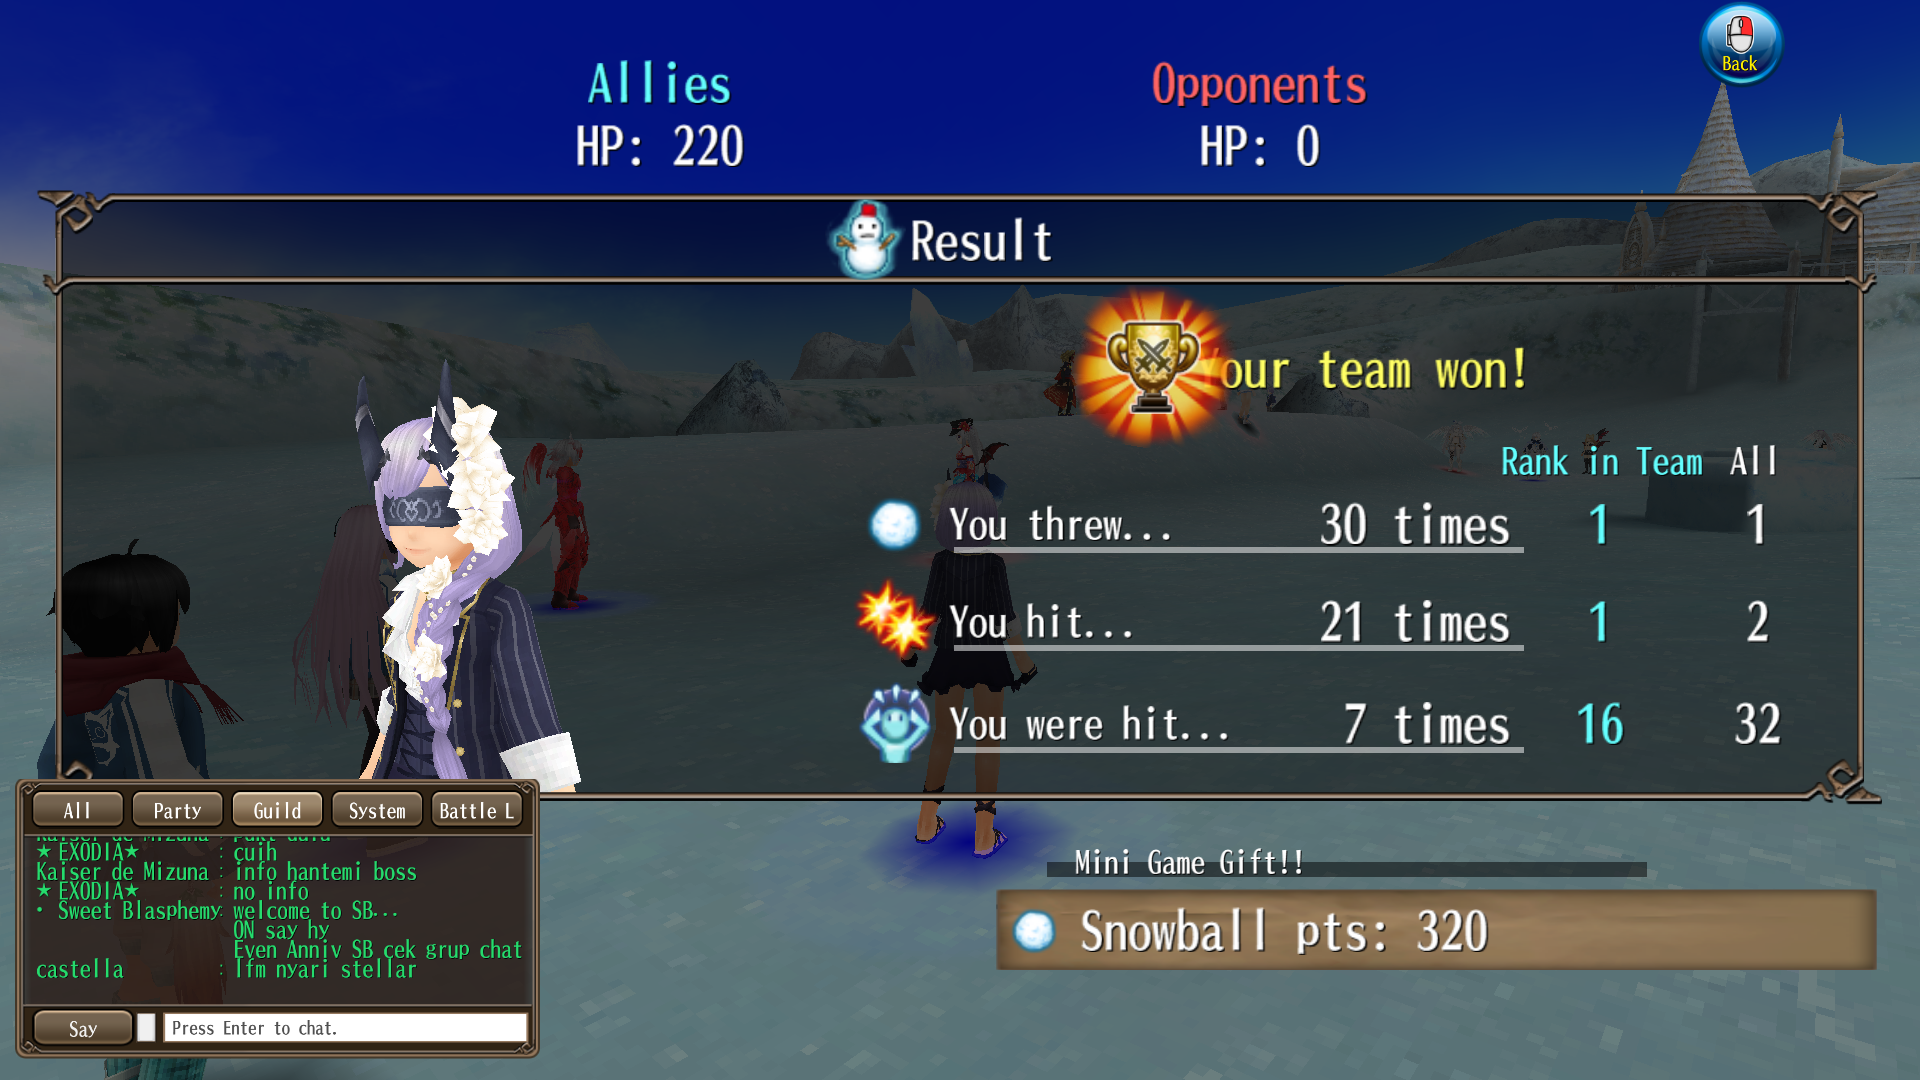 Back
Allies
HP: 220
Opponents
HP: 0
Result
our team won!
Rank in Team All
You threw... 30 times 1 1
You hit... 21 times 1 2
You were hit... 7 times 16 32
Mini Game Gift!!
Snowball pts: 320
All Party Guild System Battle L
Kaiser de Mizuna :
★EXODIA★ : cuih
Kaiser de Mizuna : info hantemi boss
★EXODIA★ : no info
・ Sweet Blasphemy: welcome to SB...
ON say hy
Even Anniv SB cek grup chat
castella : lfm nyari stellar
Say Press Enter to chat.